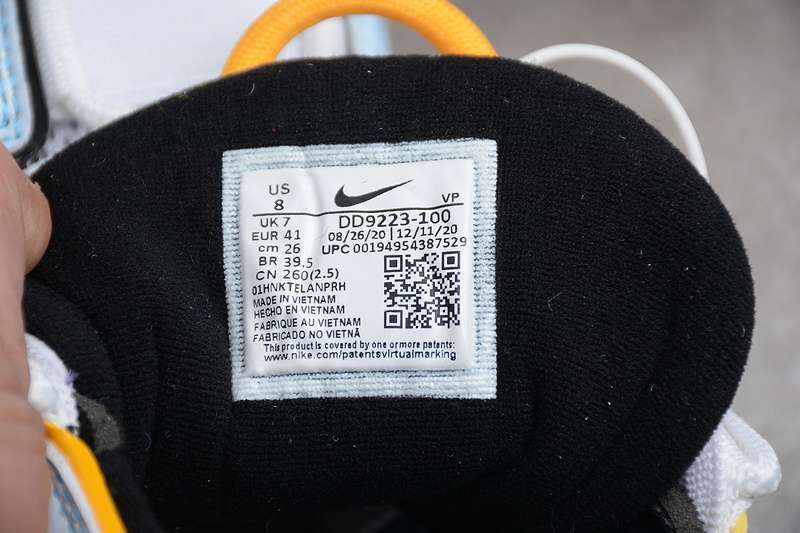 US
8
VP
UK 7
DD9223-100
EUR 41
08/26/20 | 12/11/20
cm 26
UPC 00194954387529
BR 39.5
CN 260(2.5)
01HNKTELANPRH
MADE IN VIETNAM
HECHO EN VIETNAM
FABRIQUE AU VIETNAM
FABRICADO NO VIETNÃ
This product is covered by one or more patents:
www.nike.com/patentsvirtualmarking